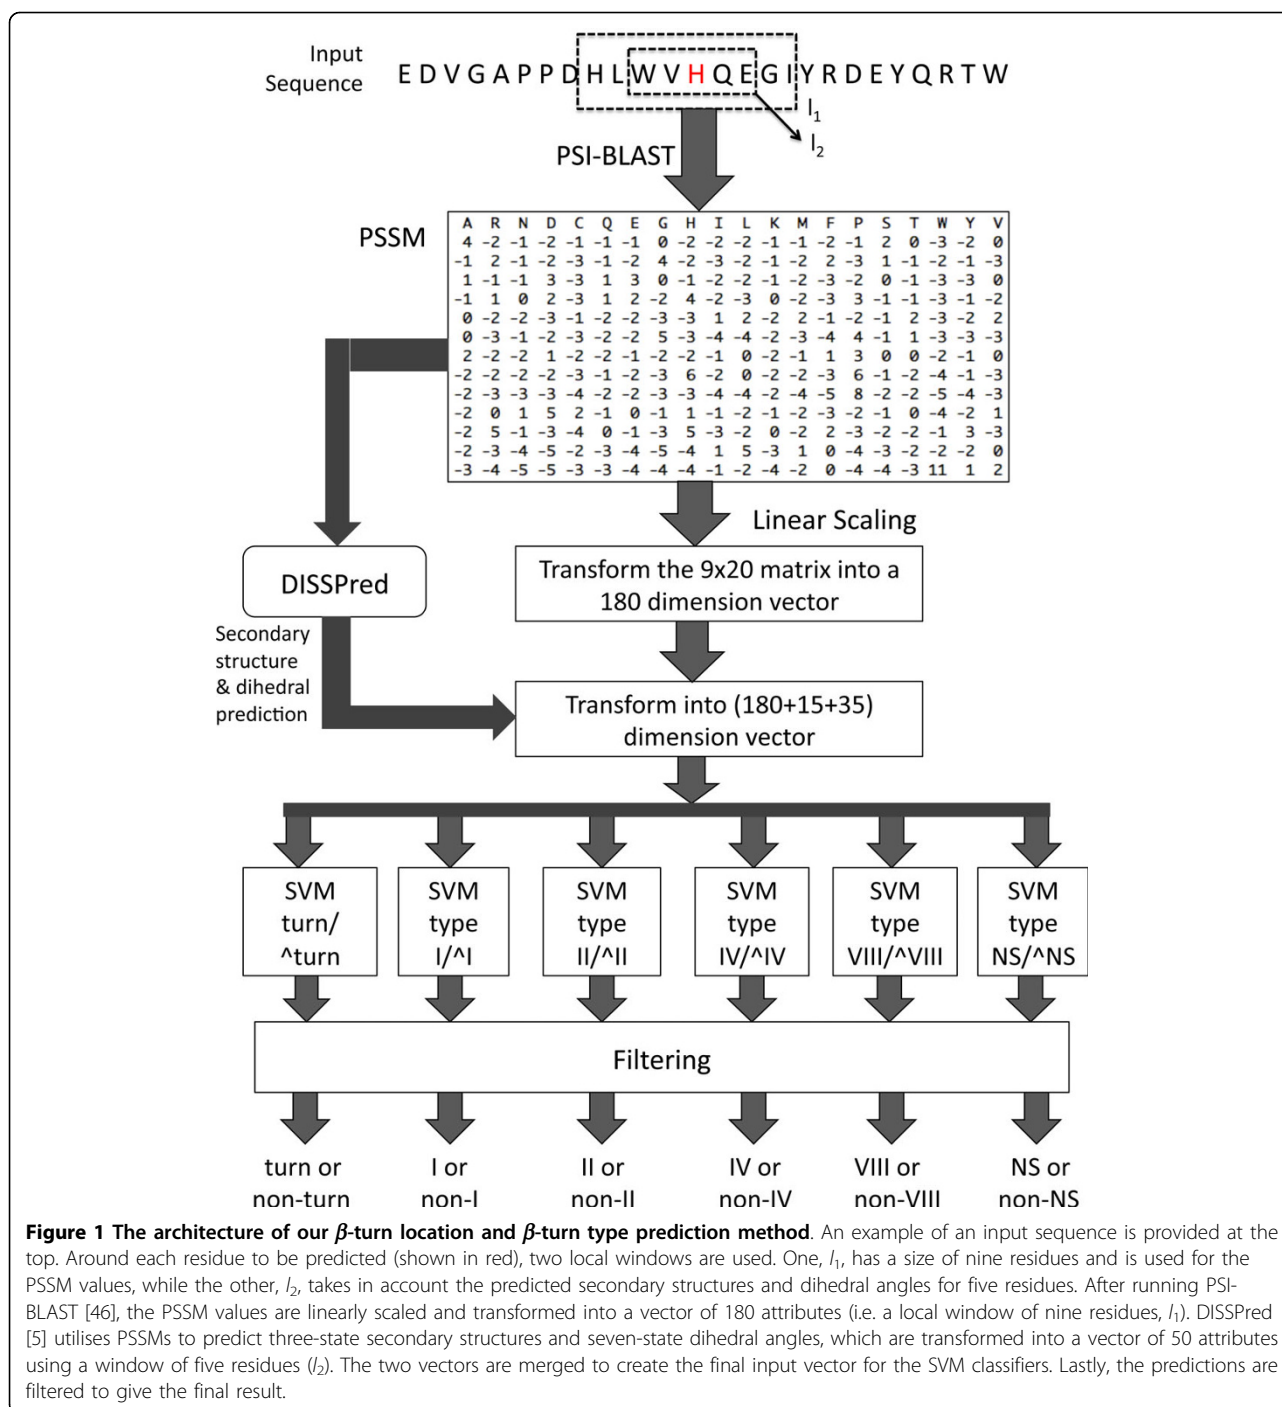 Input
Sequence
E D V G A P P D H L W V H Q E G I Y R D E Y Q R T W
l1
l2
PSI-BLAST
PSSM
A R N D C Q E G H I L K M F P S T W Y V
4 -2 -1 -2 -1 -1 -1 0 -2 -2 -2 -1 -1 -2 -1 2 0 -3 -2 0
-1 2 -1 -2 -3 -1 -2 4 -2 -3 -2 -1 -2 2 -3 1 -1 -2 -1 -3
1 -1 -1 3 -3 1 3 0 -1 -2 -2 -1 -2 -3 -2 0 -1 -3 -3 0
-1 1 0 2 -3 1 2 -2 4 -2 -3 0 -2 -3 3 -1 -1 -3 -1 -2
0 -2 -2 -3 -1 -2 -2 -3 -3 1 2 -2 2 -1 -2 -1 2 -3 -2 2
0 -3 -1 -2 -3 -2 -2 5 -3 -4 -4 -2 -3 -4 4 -1 1 -3 -3 -3
2 -2 -2 1 -2 -2 -1 -2 -2 -1 0 -2 -1 1 3 0 0 -2 -1 0
-2 -2 -2 -2 -3 -1 -2 -3 6 -2 0 -2 -2 -3 6 -1 -2 -4 -1 -3
-2 -3 -3 -3 -4 -2 -2 -3 -3 -4 -4 -2 -4 -5 8 -2 -2 -5 -4 -3
-2 0 1 5 2 -1 0 -1 1 -1 -2 -1 -2 -3 -2 -1 0 -4 -2 1
-2 5 -1 -3 -4 0 -1 -3 5 -3 -2 0 -2 2 -3 -2 -2 -1 3 -3
-2 -3 -4 -5 -2 -3 -4 -5 -4 1 5 -3 1 0 -4 -3 -2 -2 -2 0
-3 -4 -5 -5 -3 -3 -4 -4 -4 -1 -2 -4 -2 0 -4 -4 -3 11 1 2
Linear Scaling
DISSPred
Transform the 9x20 matrix into a
180 dimension vector
Secondary
structure
& dihedral
prediction
Transform into (180+15+35)
dimension vector
SVM
turn/
^turn
SVM
type
I/^I
SVM
type
II/^II
SVM
type
IV/^IV
SVM
type
VIII/^VIII
SVM
type
NS/^NS
Filtering
turn or
non-turn
I or
non-I
II or
non-II
IV or
non-IV
VIII or
non-VIII
NS or
non-NS
Figure 1 The architecture of our β-turn location and β-turn type prediction method. An example of an input sequence is provided at the
top. Around each residue to be predicted (shown in red), two local windows are used. One, l1, has a size of nine residues and is used for the
PSSM values, while the other, l2, takes in account the predicted secondary structures and dihedral angles for five residues. After running PSI-
BLAST [46], the PSSM values are linearly scaled and transformed into a vector of 180 attributes (i.e. a local window of nine residues, l1). DISSPred
[5] utilises PSSMs to predict three-state secondary structures and seven-state dihedral angles, which are transformed into a vector of 50 attributes
using a window of five residues (l2). The two vectors are merged to create the final input vector for the SVM classifiers. Lastly, the predictions are
filtered to give the final result.